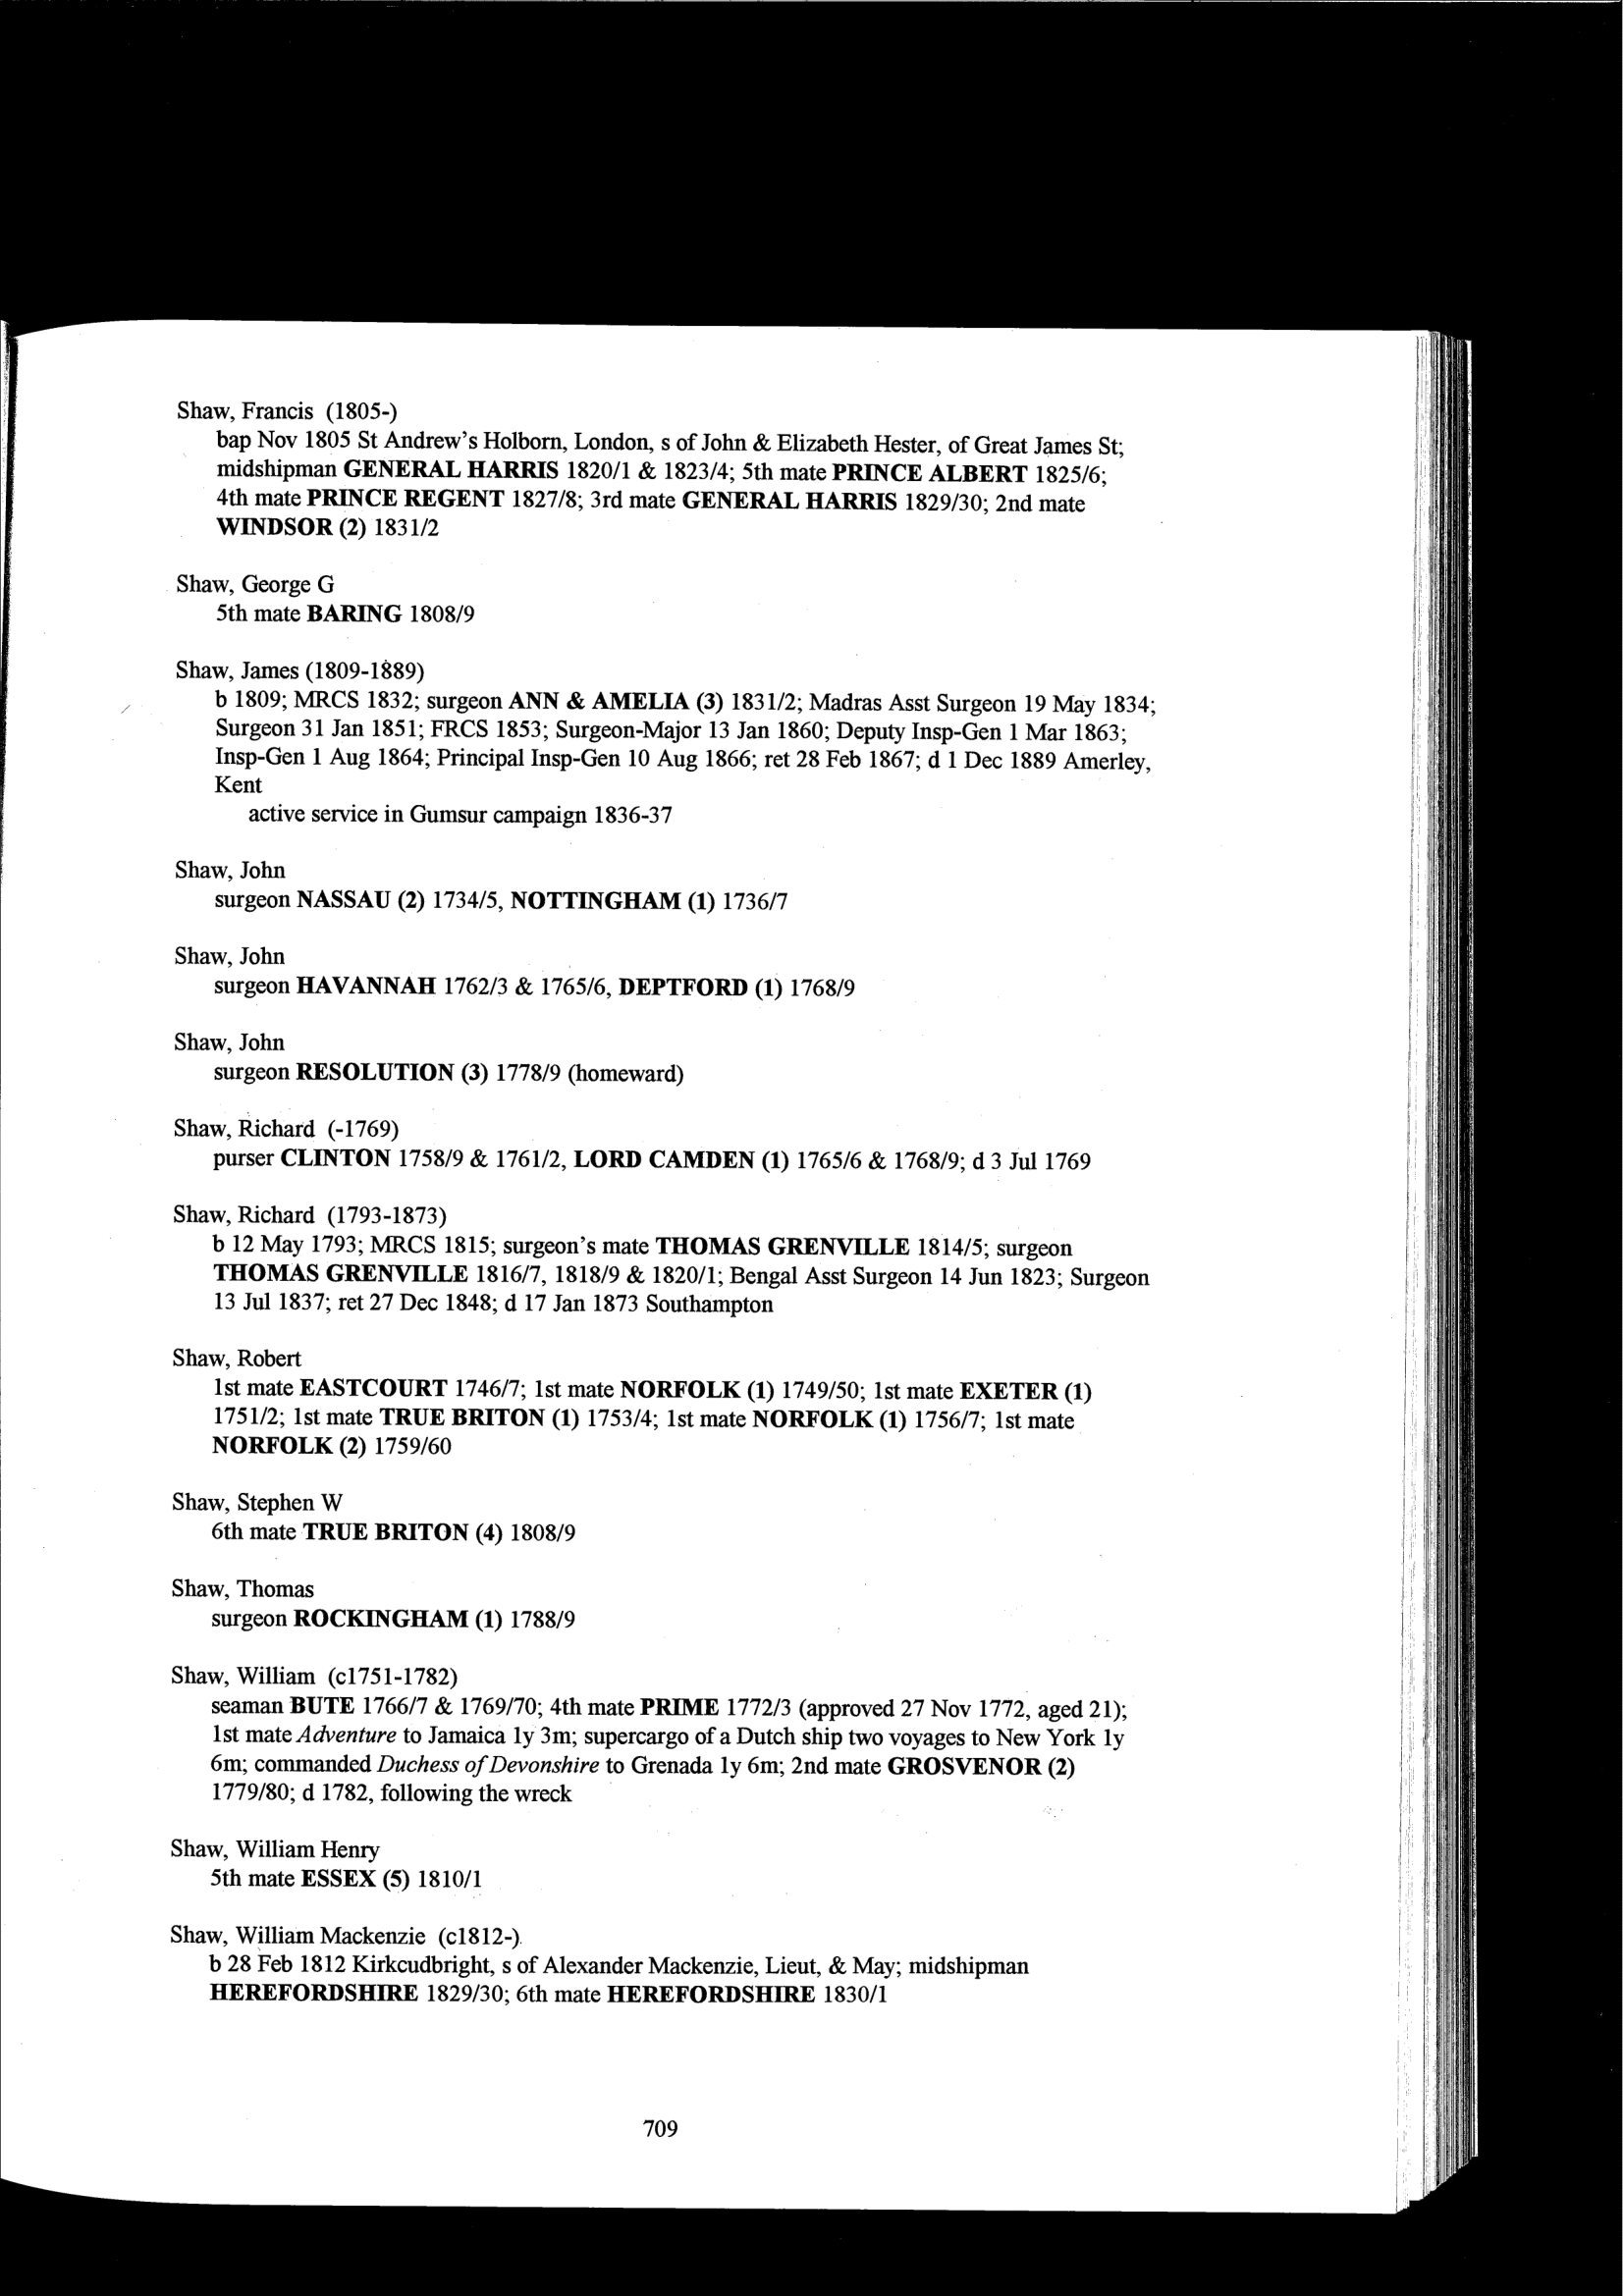 Shaw, Francis (1805-)
bap Nov 1805 St Andrew's Holborn, London, s of John & Elizabeth Hester, of Great James St;
midshipman GENERAL HARRIS 1820/1 & 1823/4; 5th mate PRINCE ALBERT 1825/6;
4th mate PRINCE REGENT 1827/8; 3rd mate GENERAL HARRIS 1829/30; 2nd mate
WINDSOR (2) 1831/2
Shaw, George G
5th mate BARING 1808/9
Shaw, James (1809-1889)
b 1809; MRCS 1832; surgeon ANN & AMELIA (3) 1831/2; Madras Asst Surgeon 19 May 1834;
Surgeon 31 Jan 1851; FRCS 1853; Surgeon-Major 13 Jan 1860; Deputy Insp-Gen 1 Mar 1863;
Insp-Gen 1 Aug 1864; Principal Insp-Gen 10 Aug 1866; ret 28 Feb 1867; d 1 Dec 1889 Amerley,
Kent
active service in Gumsur campaign 1836-37
Shaw, John
surgeon NASSAU (2) 1734/5, NOTTINGHAM (1) 1736/7
Shaw, John
surgeon HAVANNAH 1762/3 & 1765/6, DEPTFORD (1) 1768/9
Shaw, John
surgeon RESOLUTION (3) 1778/9 (homeward)
Shaw, Richard (-1769)
purser CLINTON 1758/9 & 1761/2, LORD CAMDEN (1) 1765/6 & 1768/9; d 3 Jul 1769
Shaw, Richard (1793-1873)
b 12 May 1793; MRCS 1815; surgeon's mate THOMAS GRENVILLE 1814/5; surgeon
THOMAS GRENVILLE 1816/7, 1818/9 & 1820/1; Bengal Asst Surgeon 14 Jun 1823; Surgeon
13 Jul 1837; ret 27 Dec 1848; d 17 Jan 1873 Southampton
Shaw, Robert
1st mate EASTCOURT 1746/7; 1st mate NORFOLK (1) 1749/50; 1st mate EXETER (1)
1751/2; 1st mate TRUE BRITON (1) 1753/4; 1st mate NORFOLK (1) 1756/7; 1st mate
NORFOLK (2) 1759/60
Shaw, Stephen W
6th mate TRUE BRITON (4) 1808/9
Shaw, Thomas
surgeon ROCKINGHAM (1) 1788/9
Shaw, William (c1751-1782)
seaman BUTE 1766/7 & 1769/70; 4th mate PRIME 1772/3 (approved 27 Nov 1772, aged 21);
1st mate Adventure to Jamaica 1y 3m; supercargo of a Dutch ship two voyages to New York 1y
6m; commanded Duchess of Devonshire to Grenada 1y 6m; 2nd mate GROSVENOR (2)
1779/80; d 1782, following the wreck
Shaw, William Henry
5th mate ESSEX (5) 1810/1
Shaw, William Mackenzie (c1812-)
b 28 Feb 1812 Kirkcudbright, s of Alexander Mackenzie, Lieut, & May; midshipman
HEREFORDSHIRE 1829/30; 6th mate HEREFORDSHIRE 1830/1
709